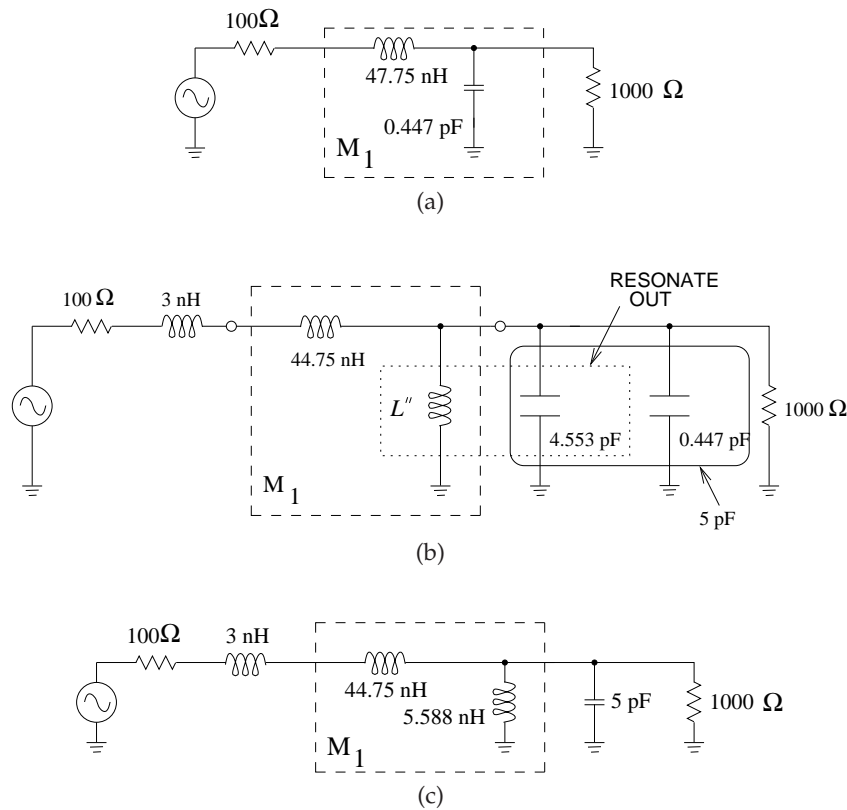 100Ω
47.75 nH
0.447 pF
1000 Ω
M1
(a)
RESONATE
OUT
100Ω
3 nH
44.75 nH
L″
4.553 pF
0.447 pF
1000 Ω
M1
5 pF
(b)
100Ω
3 nH
44.75 nH
5.588 nH
5 pF
1000 Ω
M1
(c)